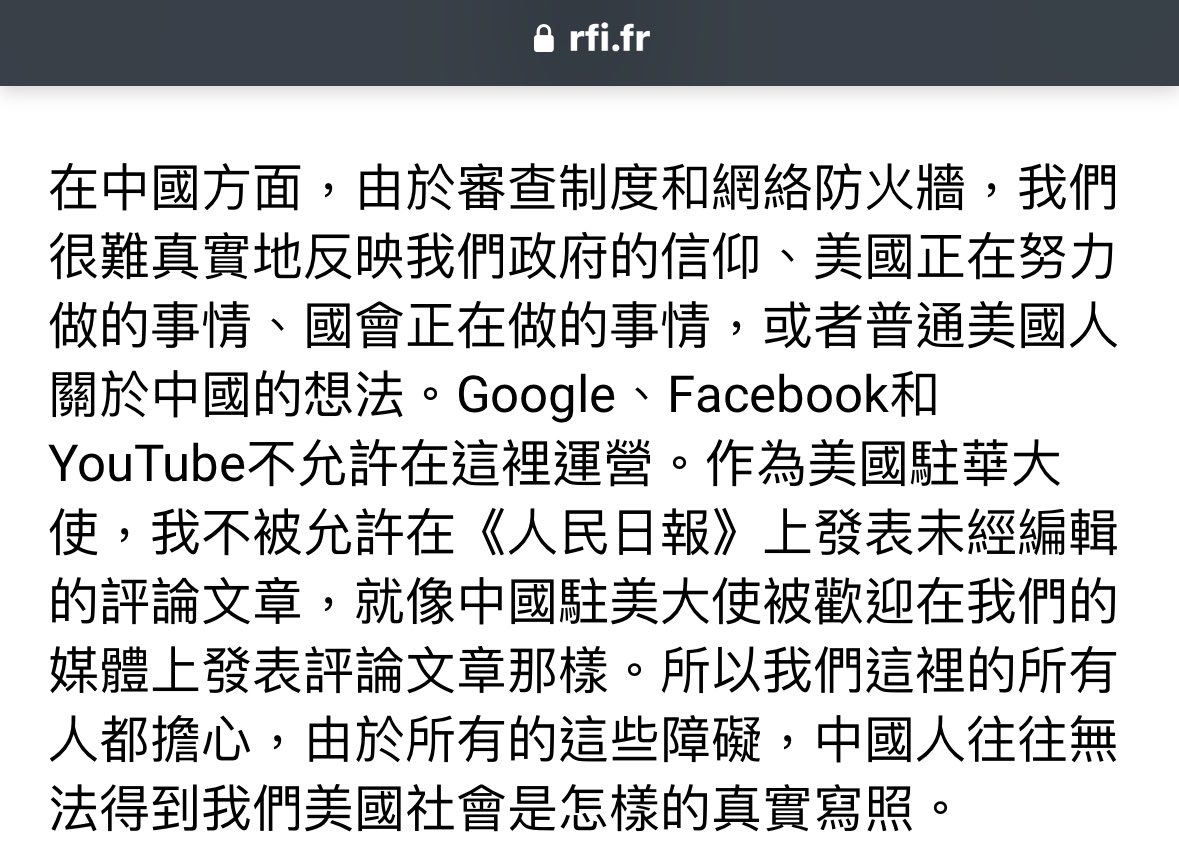 rfi.fr
在中國方面，由於審查制度和網絡防火牆，我們
很難真實地反映我們政府的信仰、美國正在努力
做的事情、國會正在做的事情，或者普通美國人
關於中國的想法。Google、Facebook和
YouTube不允許在這裡運營。作為美國駐華大
使，我不被允許在《人民日報》上發表未經編輯
的評論文章，就像中國駐美大使被歡迎在我們的
媒體上發表評論文章那樣。所以我們這裡的所有
人都擔心，由於所有的這些障礙，中國人往往無
法得到我們美國社會是怎樣的真實寫照。